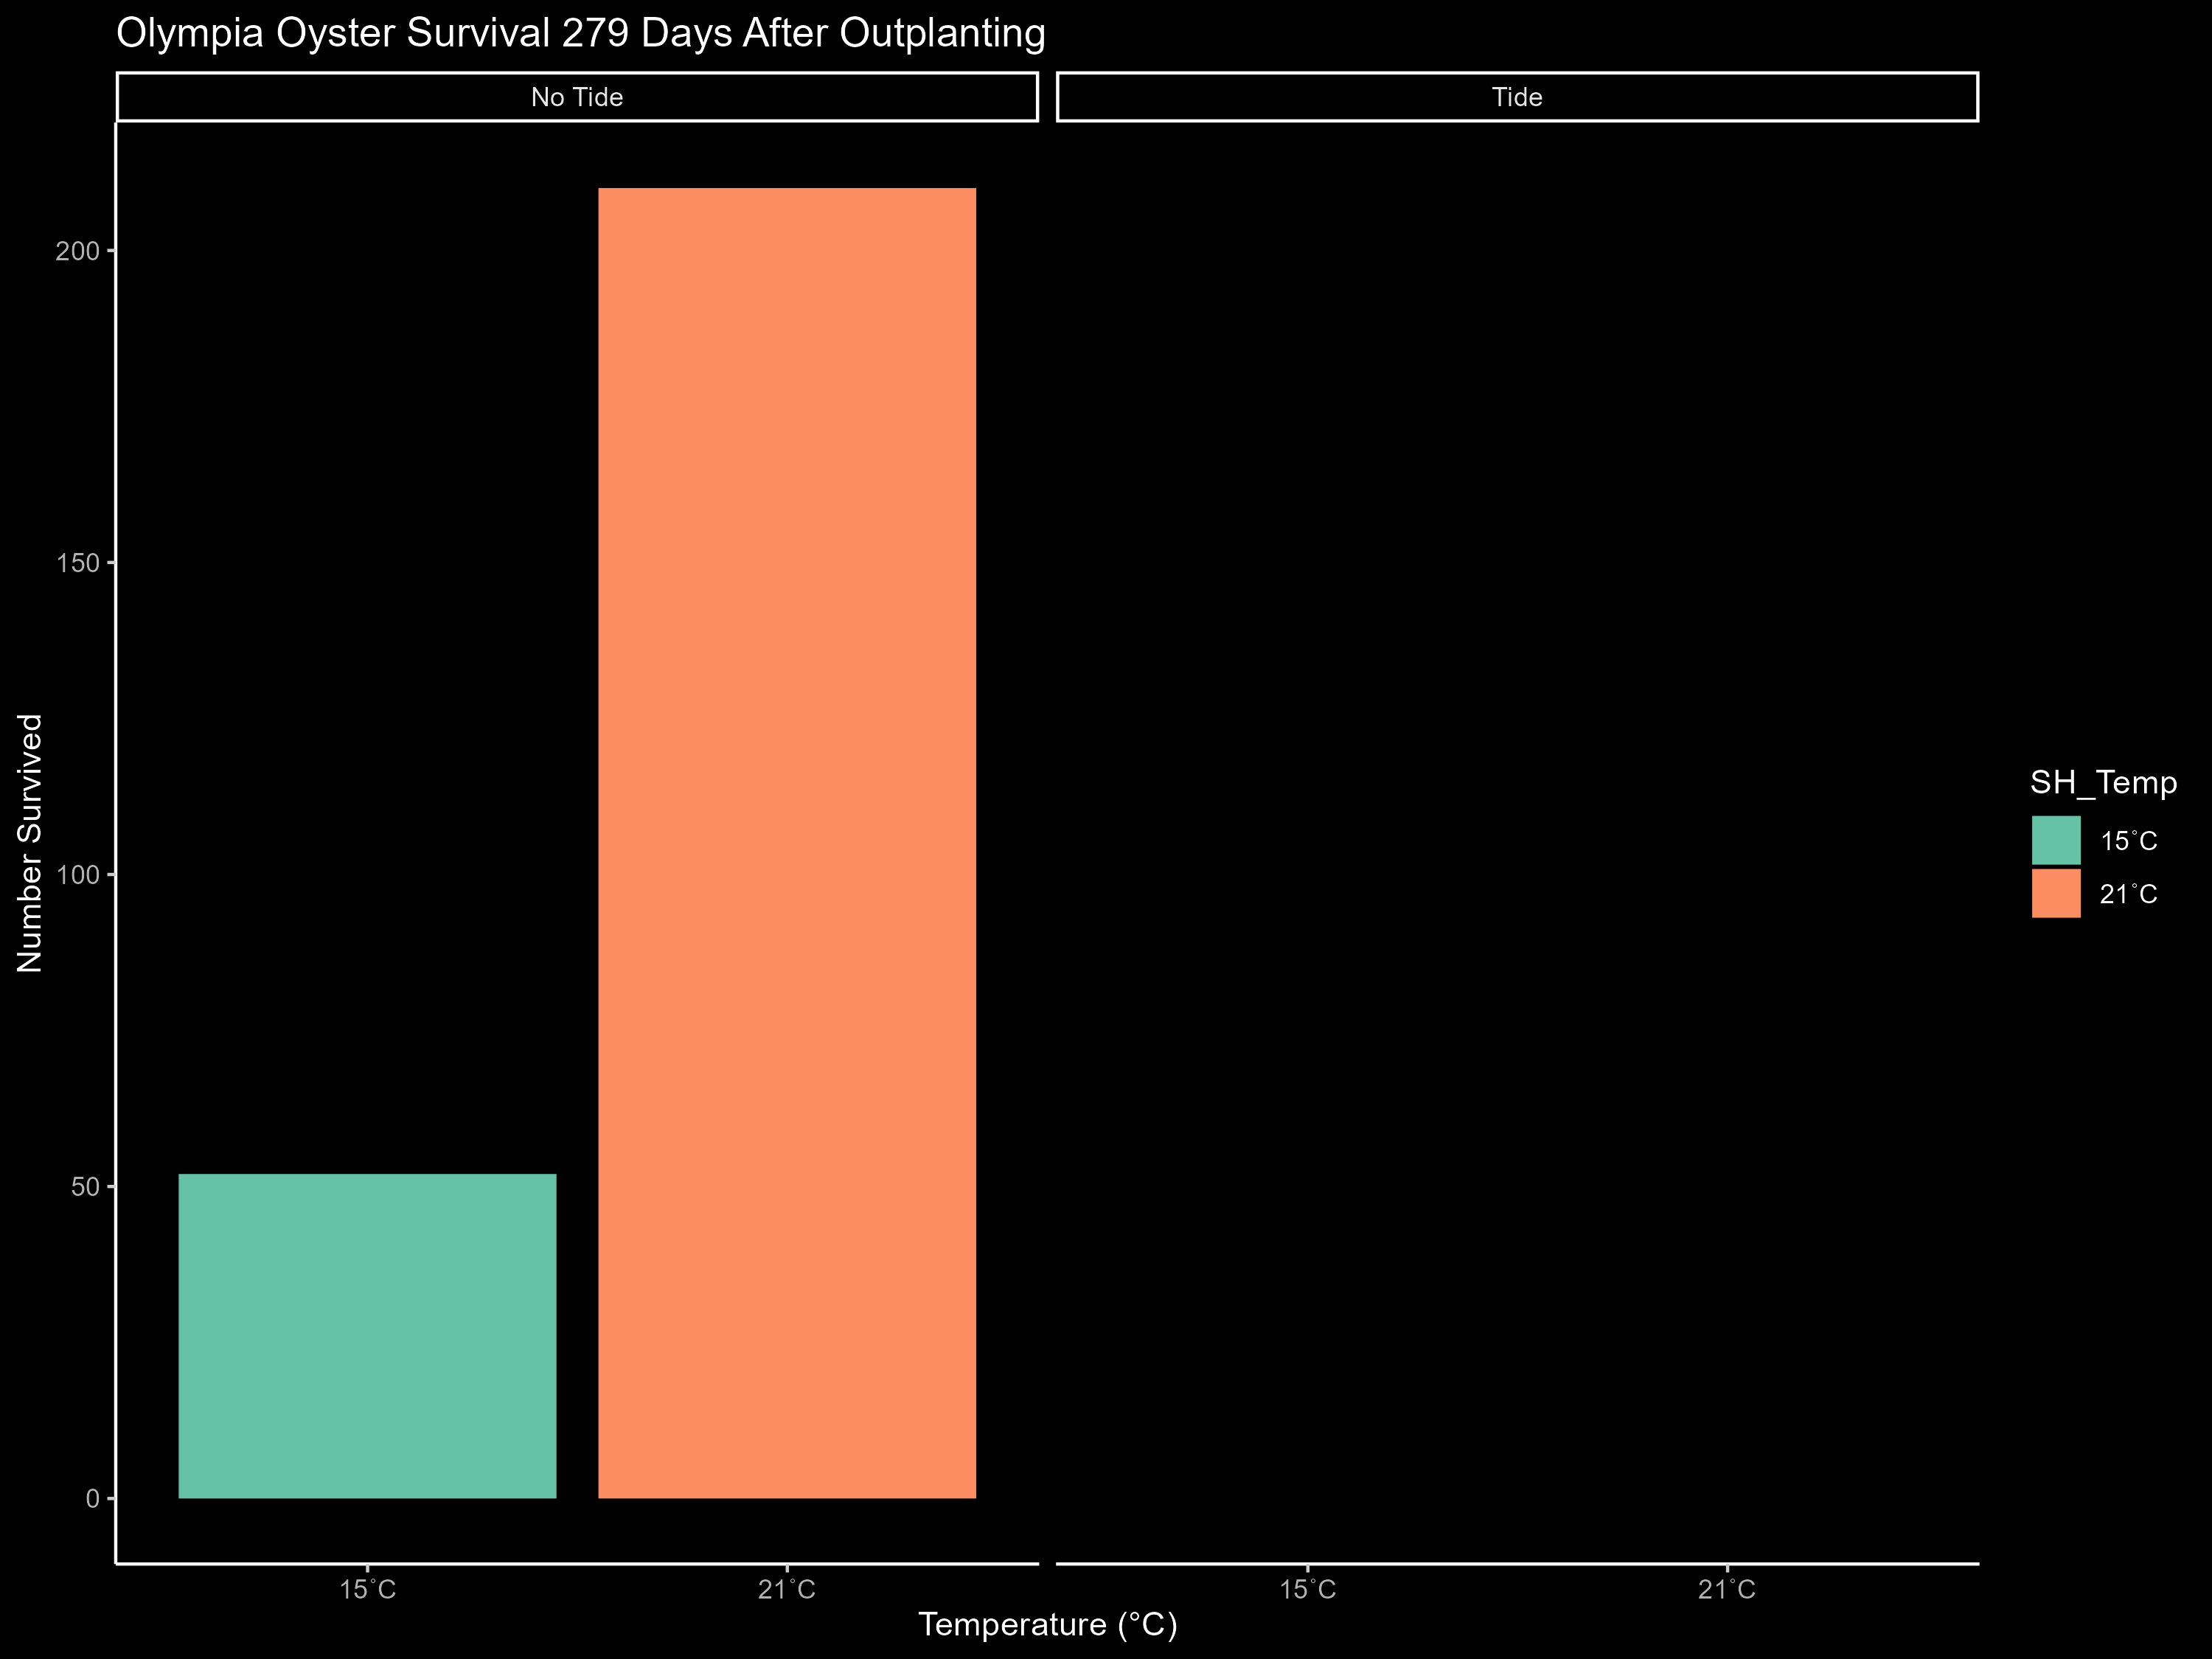 Olympia Oyster Survival 279 Days After Outplanting
No Tide
Tide
200
150
100
50
0
Number Survived
15°C
21°C
15°C
21°C
Temperature (°C)
SH_Temp
15°C
21°C